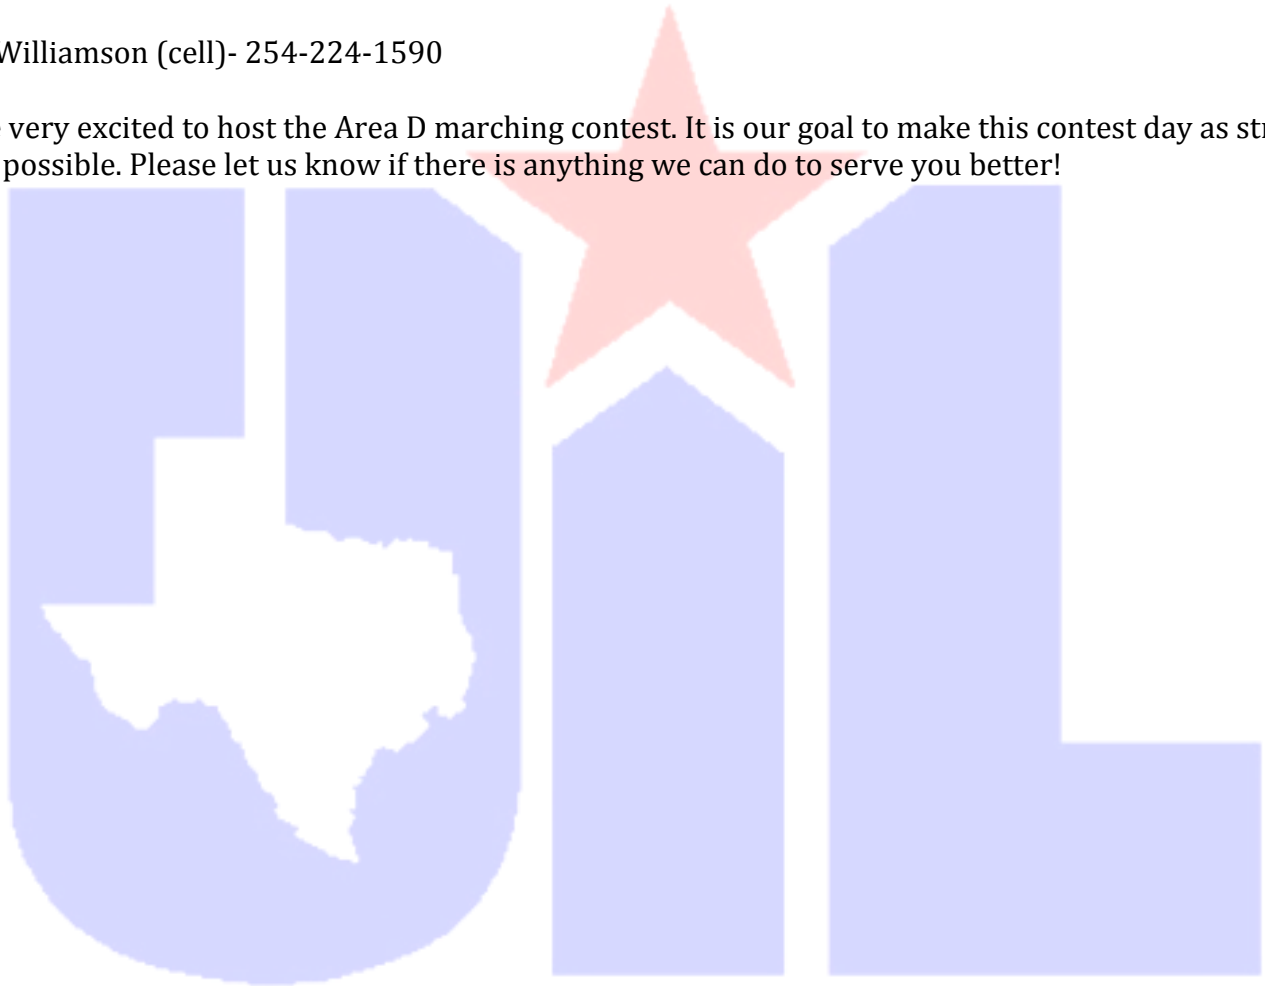 Williamson (cell)- 254-224-1590
very excited to host the Area D marching contest. It is our goal to make this contest day as
possible. Please let us know if there is anything we can do to serve you better!
UIL